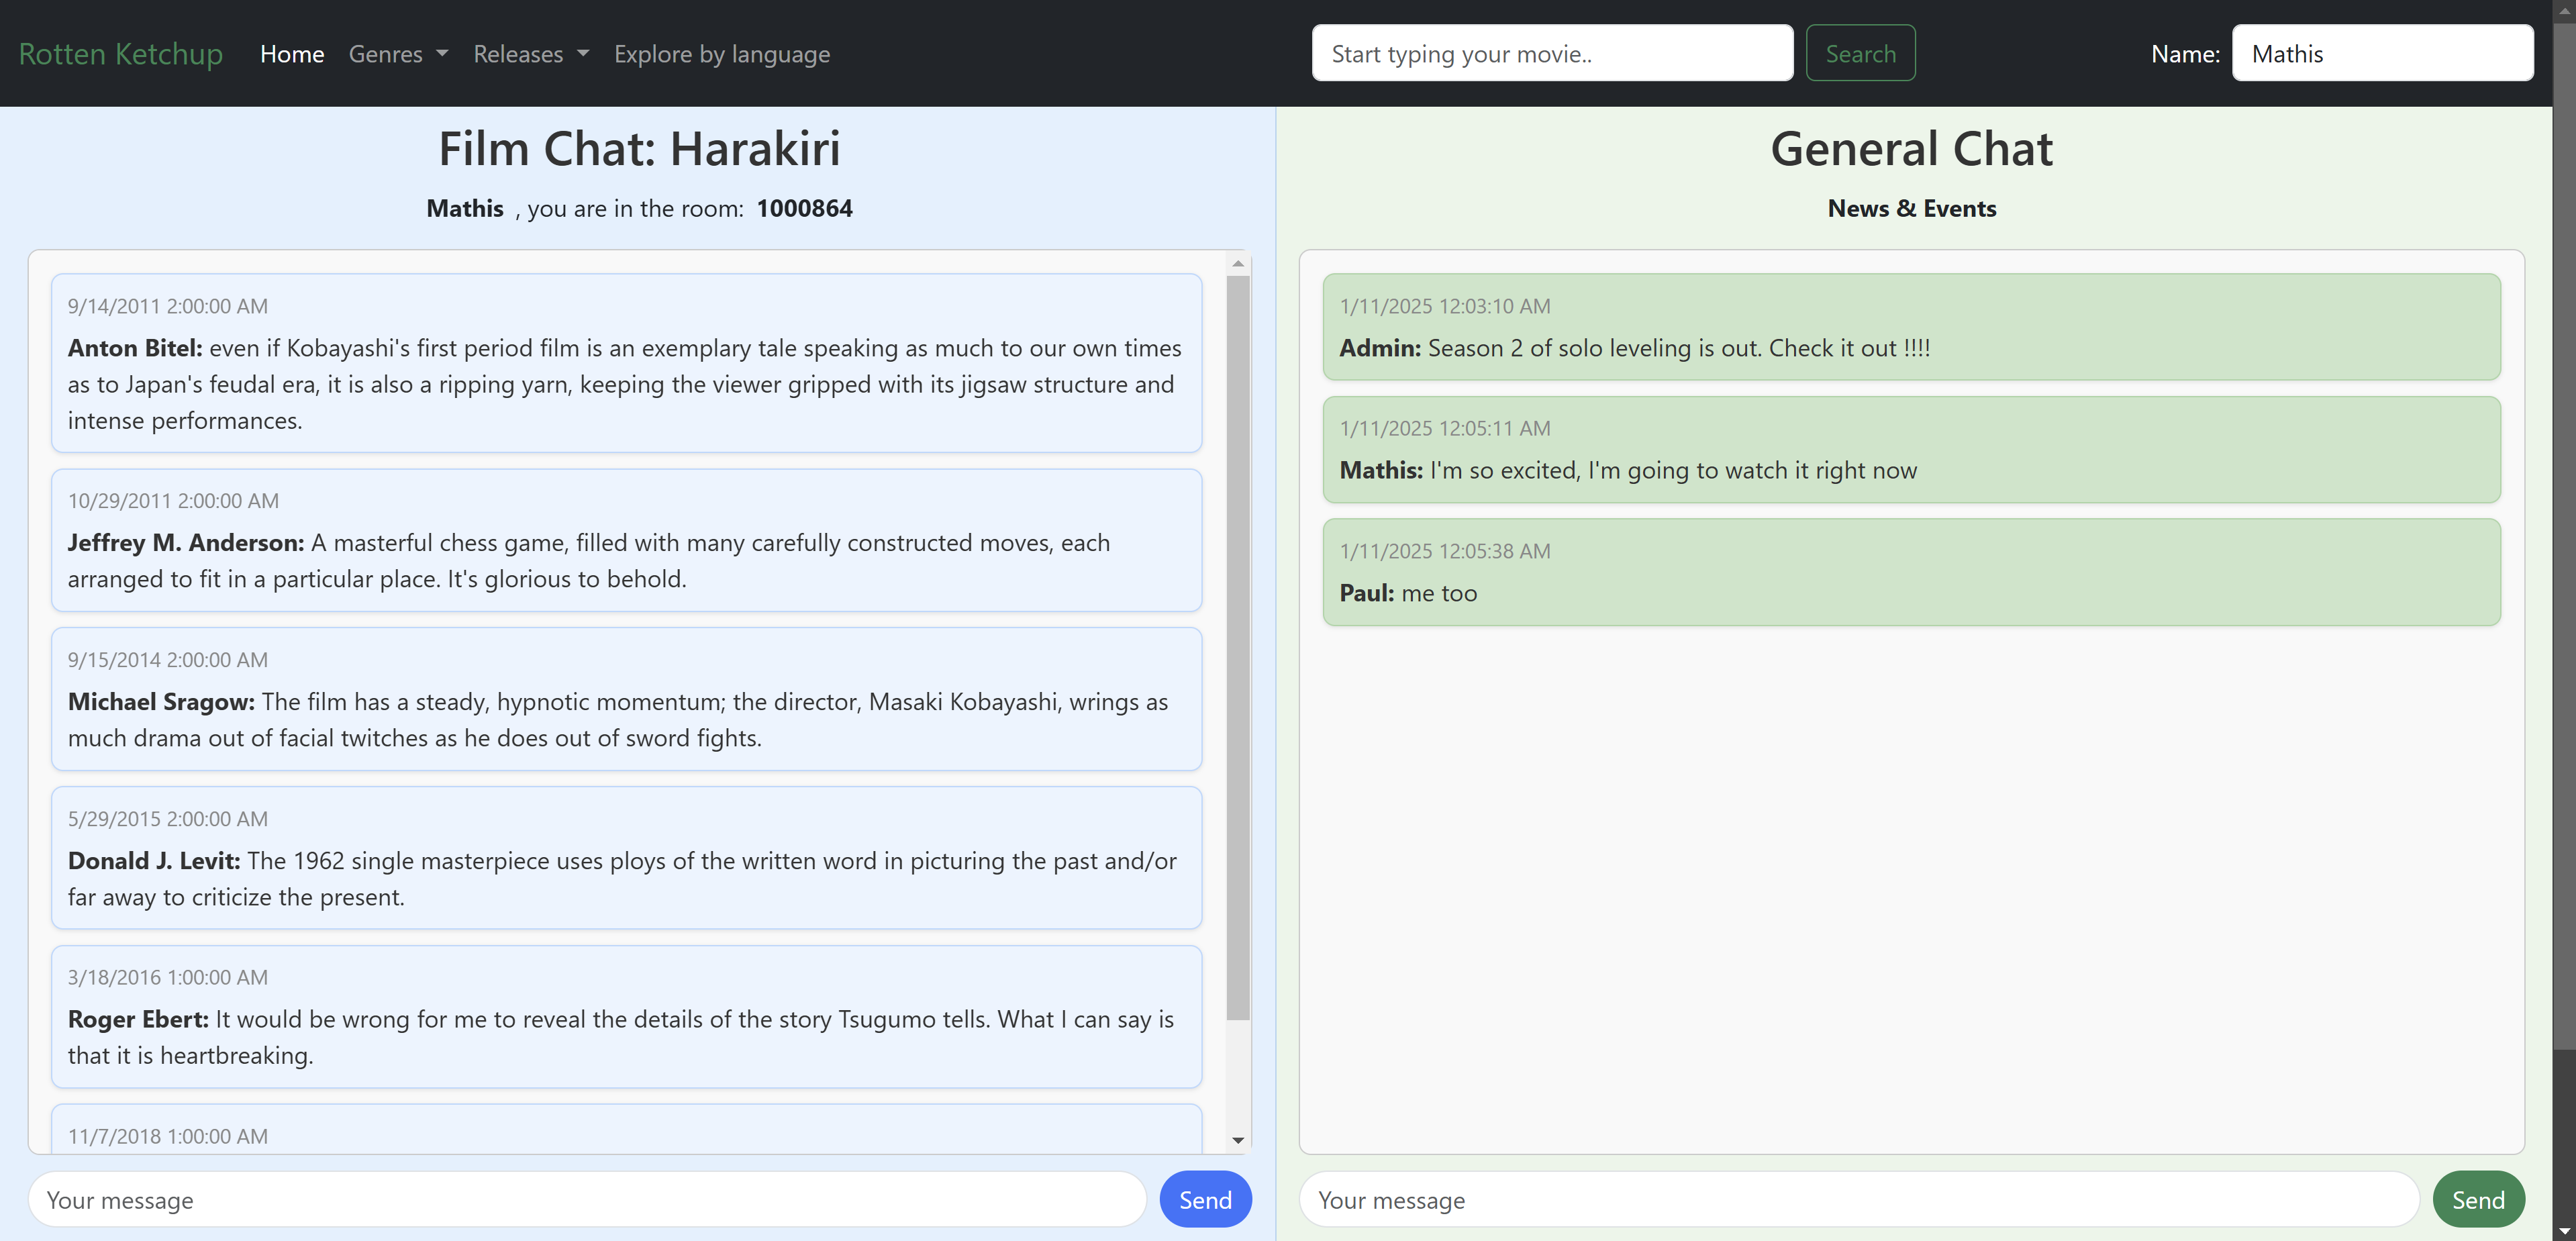 Rotten Ketchup Home Genres Releases Explore by language Start typing your movie.. Search Name: Mathis
Film Chat: Harakiri
Mathis , you are in the room: 1000864
9/14/2011 2:00:00 AM
Anton Bitel: even if Kobayashi's first period film is an exemplary tale speaking as much to our own times
as to Japan's feudal era, it is also a ripping yarn, keeping the viewer gripped with its jigsaw structure and
intense performances.
10/29/2011 2:00:00 AM
Jeffrey M. Anderson: A masterful chess game, filled with many carefully constructed moves, each
arranged to fit in a particular place. It's glorious to behold.
9/15/2014 2:00:00 AM
Michael Sragow: The film has a steady, hypnotic momentum; the director, Masaki Kobayashi, wrings as
much drama out of facial twitches as he does out of sword fights.
5/29/2015 2:00:00 AM
Donald J. Levit: The 1962 single masterpiece uses ploys of the written word in picturing the past and/or
far away to criticize the present.
3/18/2016 1:00:00 AM
Roger Ebert: It would be wrong for me to reveal the details of the story Tsugumo tells. What I can say is
that it is heartbreaking.
11/7/2018 1:00:00 AM
Your message Send
General Chat
News & Events
1/11/2025 12:03:10 AM
Admin: Season 2 of solo leveling is out. Check it out !!!!
1/11/2025 12:05:11 AM
Mathis: I'm so excited, I'm going to watch it right now
1/11/2025 12:05:38 AM
Paul: me too
Your message Send